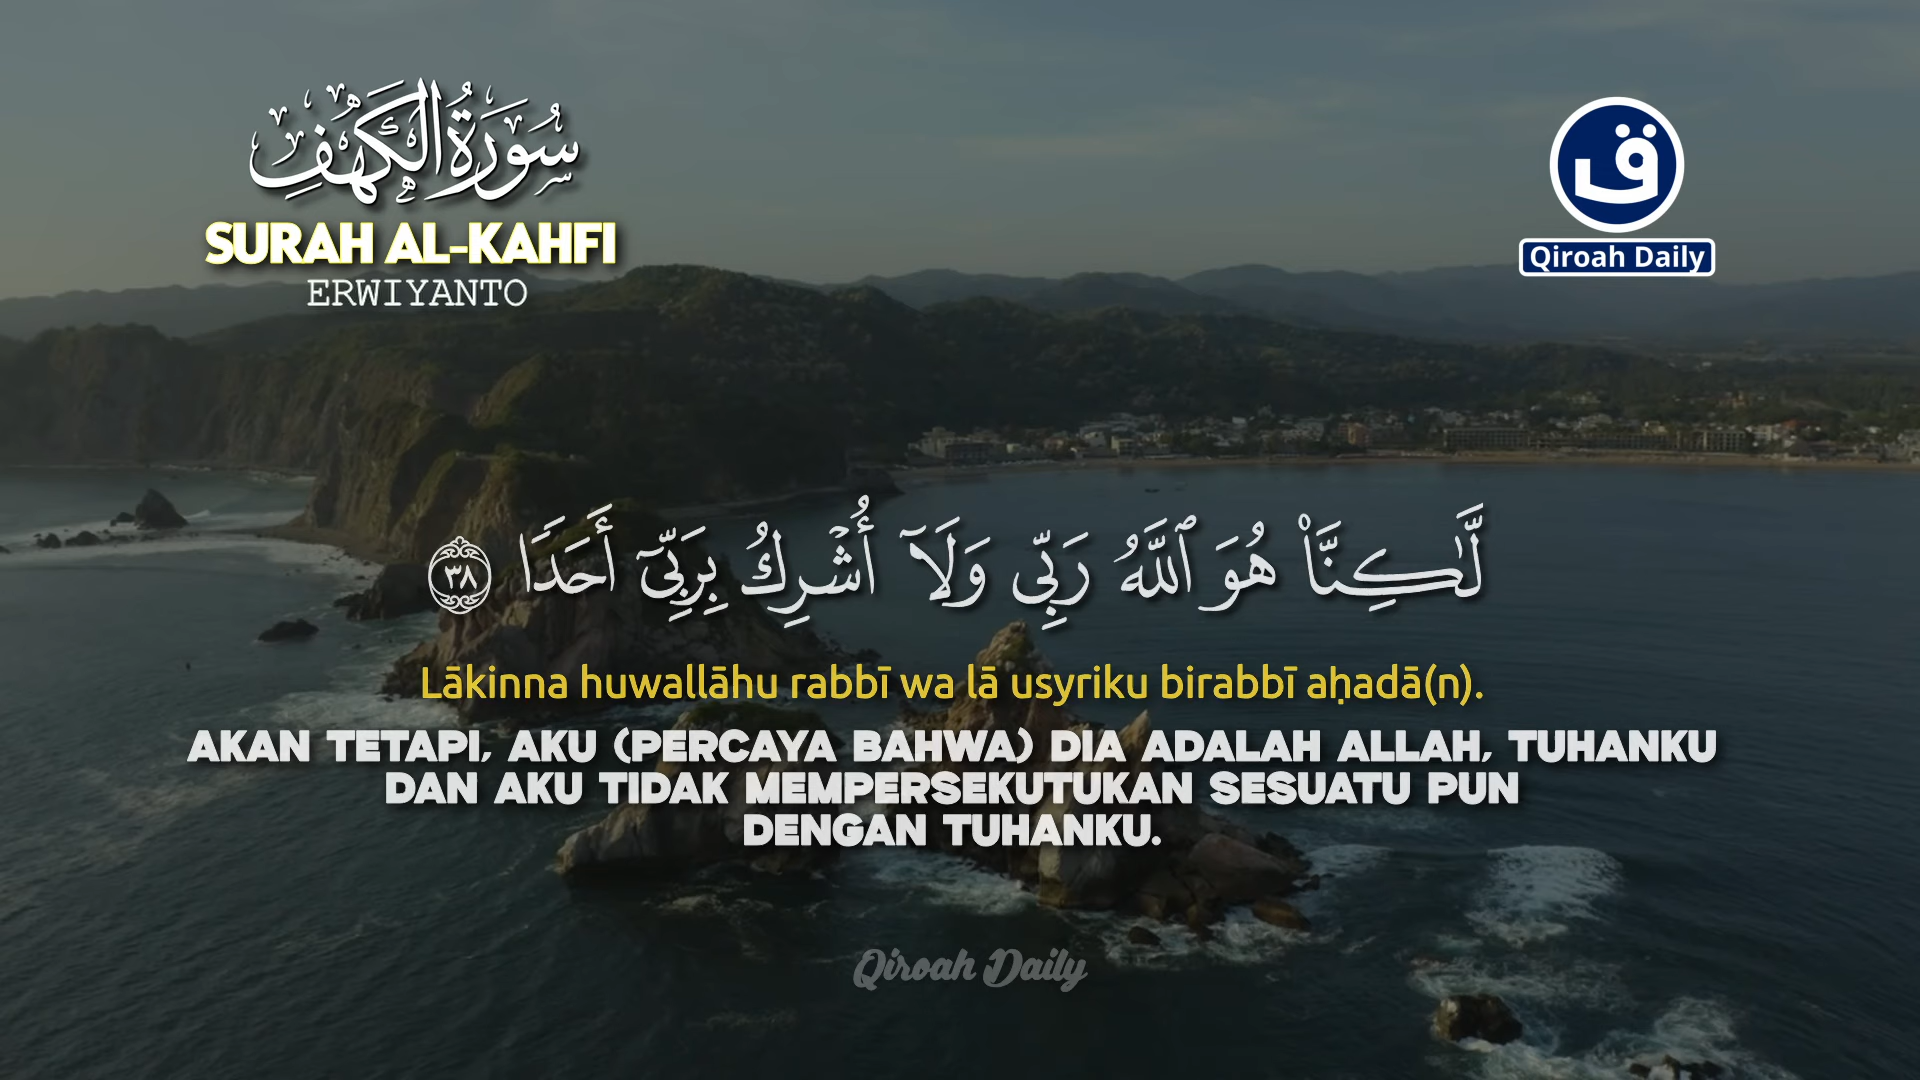 سُورَةُ الكَهْفِ
SURAH AL-KAHFI
ERWIYANTO
ق
Qiroah Daily
لَّٰكِنَّا۠ هُوَ ٱللَّهُ رَبِّى وَلَآ أُشْرِكُ بِرَبِّىٓ أَحَدًا ٣٨
Lākinna huwallāhu rabbī wa lā usyriku birabbī aḥadā(n).
AKAN TETAPI, AKU (PERCAYA BAHWA) DIA ADALAH ALLAH, TUHANKU
DAN AKU TIDAK MEMPERSEKUTUKAN SESUATU PUN
DENGAN TUHANKU.
Qiroah Daily